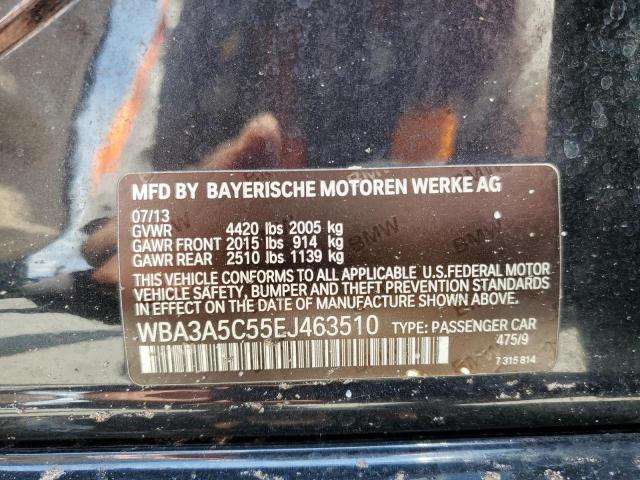 MFD BY BAYERISCHE MOTOREN WERKE AG
07/13
GVWR 4420 lbs 2005 kg
GAWR FRONT 2015 lbs 914 kg
GAWR REAR 2510 lbs 1139 kg
THIS VEHICLE CONFORMS TO ALL APPLICABLE U.S.FEDERAL MOTOR
VEHICLE SAFETY, BUMPER AND THEFT PREVENTION STANDARDS
IN EFFECT ON THE DATE OF MANUFACTURE SHOWN ABOVE
WBA3A5C55EJ463510 TYPE: PASSENGER CAR
475/9
7 315 814